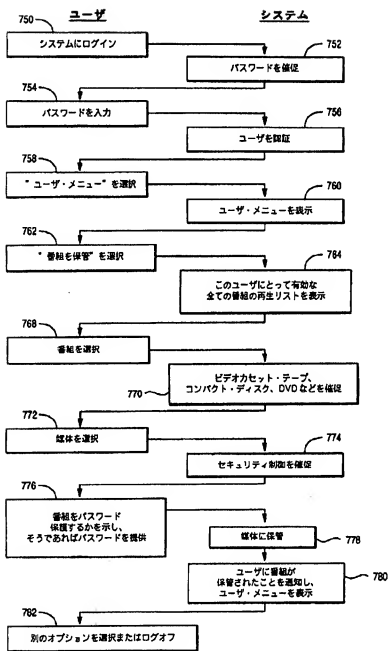 ユーザ
システム
750
システムにログイン
752
パスワードを催促
754
パスワードを入力
756
ユーザを認証
758
"ユーザ・メニュー"を選択
760
ユーザ・メニューを表示
762
"番組を保管"を選択
764
このユーザにとって有効な
全ての番組の再生リストを表示
768
番組を選択
770
ビデオカセット・テープ、
コンパクト・ディスク、DVDなどを催促
772
媒体を選択
774
セキュリティ制御を催促
776
番組をパスワード
保護するかを示し、
そうであればパスワードを提供
778
媒体に保管
780
ユーザに番組が
保管されたことを通知し、
ユーザ・メニューを表示
782
別のオプションを選択またはログオフ